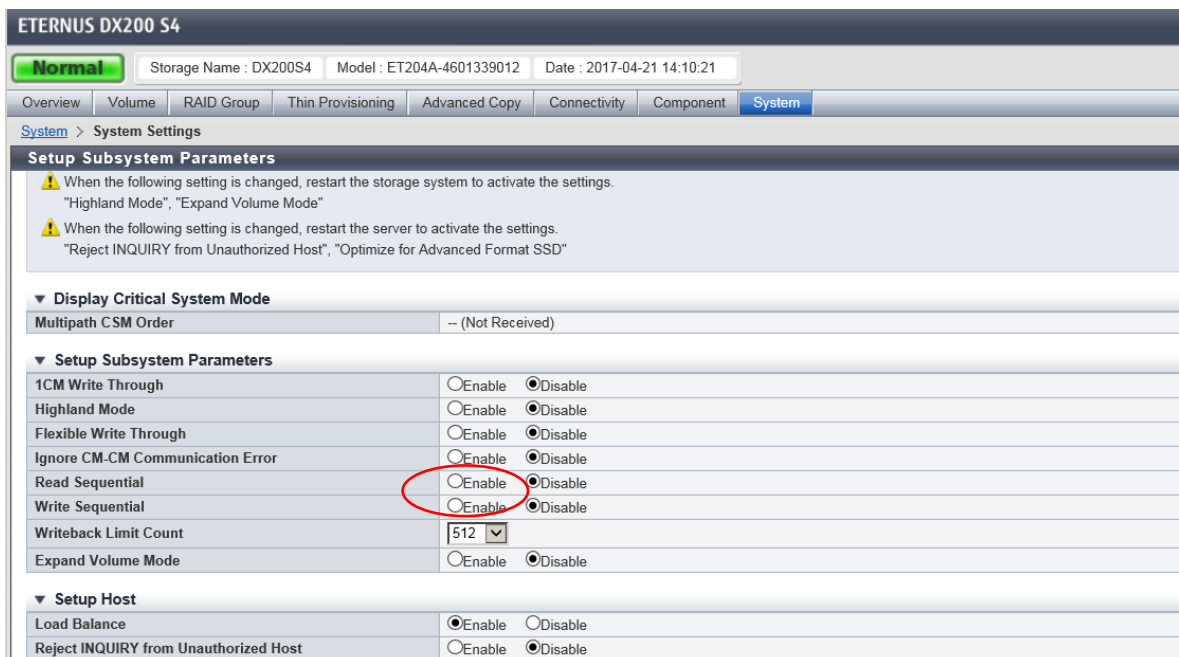 ETERNUS DX200 S4
Normal Storage Name : DX200S4 Model : ET204A-4601339012 Date : 2017-04-21 14:10:21
Overview Volume RAID Group Thin Provisioning Advanced Copy Connectivity Component System
System > System Settings
Setup Subsystem Parameters
When the following setting is changed, restart the storage system to activate the settings.
"Highland Mode", "Expand Volume Mode"
When the following setting is changed, restart the server to activate the settings.
"Reject INQUIRY from Unauthorized Host", "Optimize for Advanced Format SSD"
Display Critical System Mode
Multipath CSM Order -- (Not Received)
Setup Subsystem Parameters
1CM Write Through Enable Disable
Highland Mode Enable Disable
Flexible Write Through Enable Disable
Ignore CM-CM Communication Error Enable Disable
Read Sequential Enable Disable
Write Sequential Enable Disable
Writeback Limit Count 512
Expand Volume Mode Enable Disable
Setup Host
Load Balance Enable Disable
Reject INQUIRY from Unauthorized Host Enable Disable